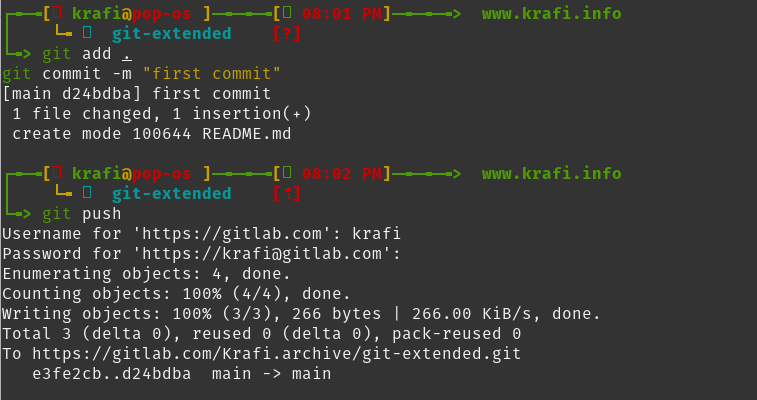 ┌──[ krafi@pop-os ]────[ 08:01 PM]────> www.krafi.info
└─ git-extended [?]
└─> git add .
git commit -m "first commit"
[main d24bdba] first commit
1 file changed, 1 insertion(+)
create mode 100644 README.md
┌──[ krafi@pop-os ]────[ 08:02 PM]────> www.krafi.info
└─ git-extended [↑]
└─> git push
Username for 'https://gitlab.com': krafi
Password for 'https://krafi@gitlab.com':
Enumerating objects: 4, done.
Counting objects: 100% (4/4), done.
Writing objects: 100% (3/3), 266 bytes | 266.00 KiB/s, done.
Total 3 (delta 0), reused 0 (delta 0), pack-reused 0
To https://gitlab.com/Krafi.archive/git-extended.git
e3fe2cb..d24bdba main -> main